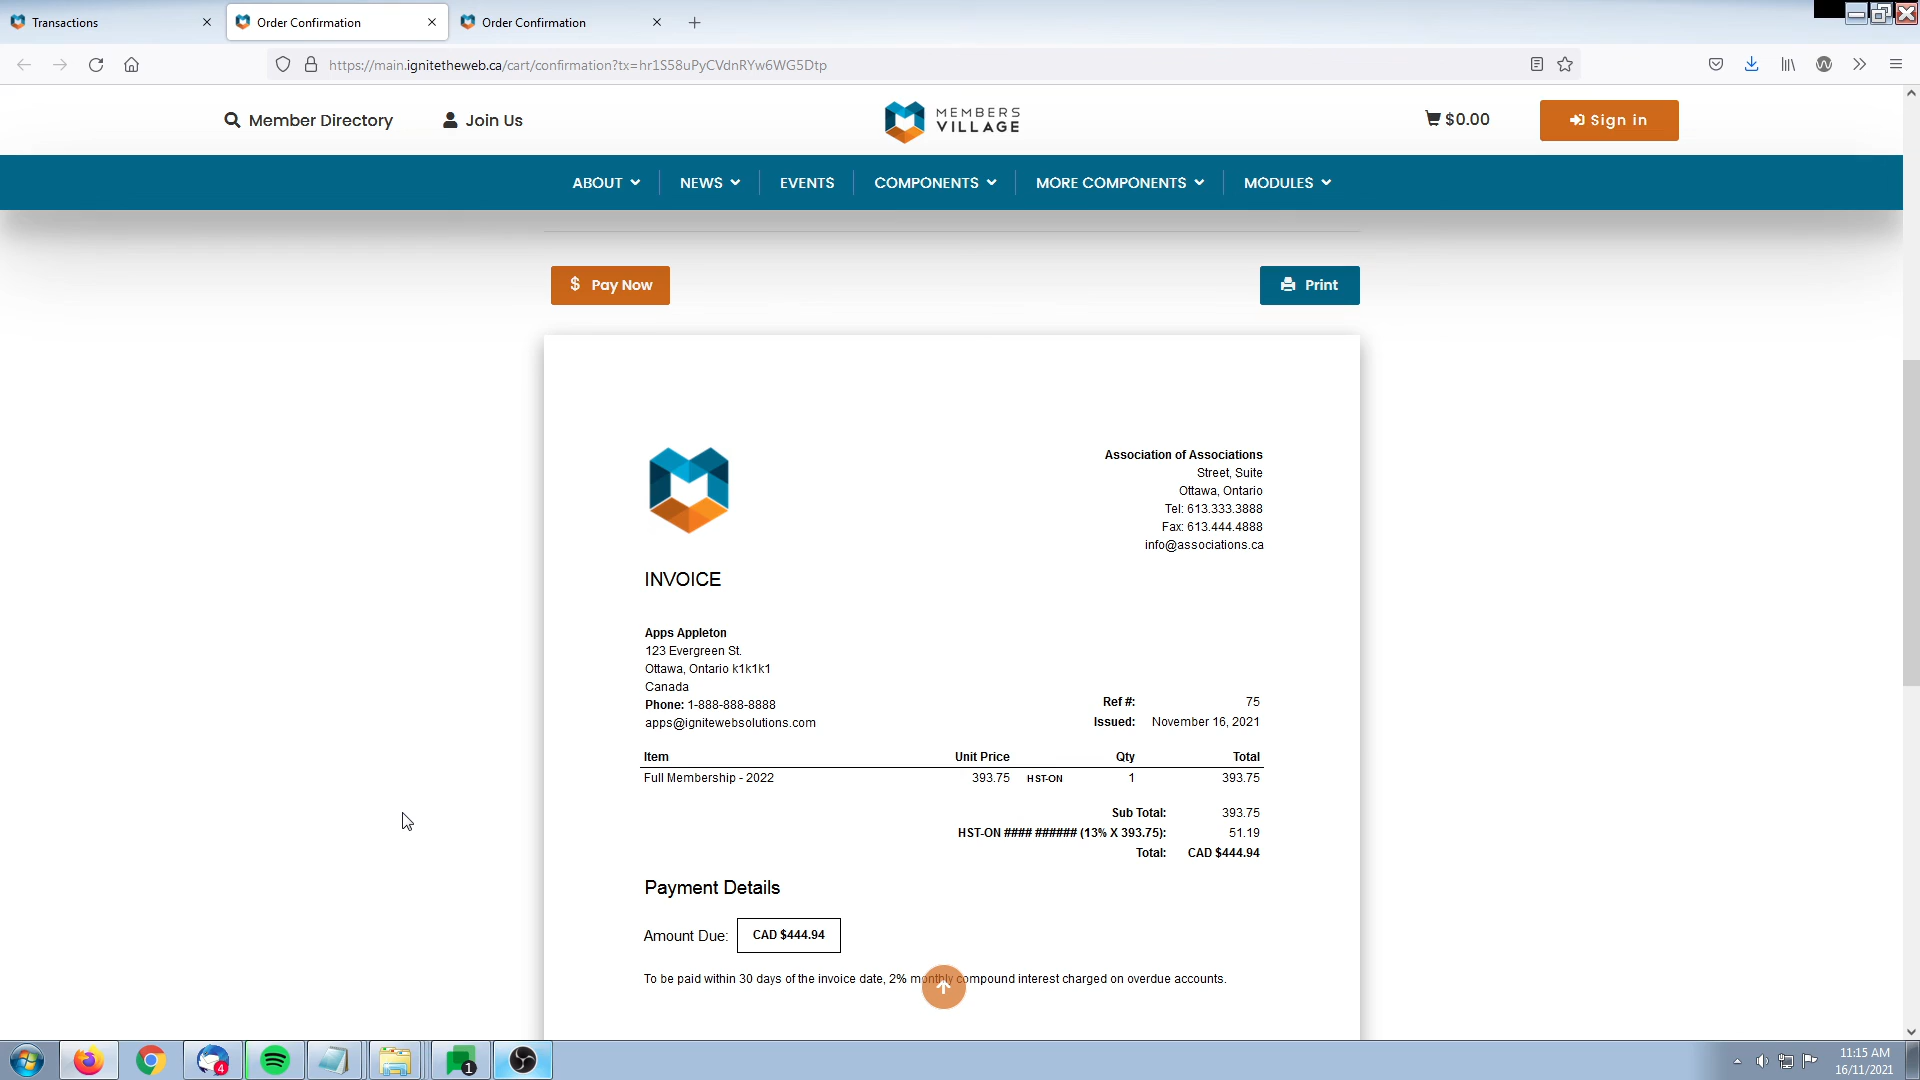 Transactions
Order Confirmation
Order Confirmation
https://main.ignitetheweb.ca/cart/confirmation?tx=hr1S58uPyCVdnRYw6WG5Dtp
Member Directory
Join Us
MEMBERS
VILLAGE
$0.00
Sign in
ABOUT
NEWS
EVENTS
COMPONENTS
MORE COMPONENTS
MODULES
$ Pay Now
Print
Association of Associations
Street, Suite
Ottawa, Ontario
Tel: 613.333.3888
Fax: 613.444.4888
info@associations.ca
INVOICE
Apps Appleton
123 Evergreen St.
Ottawa, Ontario k1k1k1
Canada
Phone: 1-888-888-8888
apps@ignitewebsolutions.com
Ref #: 75
Issued: November 16, 2021
Item Unit Price Qty Total
Full Membership - 2022 393.75 HST-ON 1 393.75
Sub Total: 393.75
HST-ON #### ###### (13% X 393.75): 51.19
Total: CAD $444.94
Payment Details
Amount Due: CAD $444.94
To be paid within 30 days of the invoice date, 2% monthly compound interest charged on overdue accounts.
4
1
11:15 AM
16/11/2021